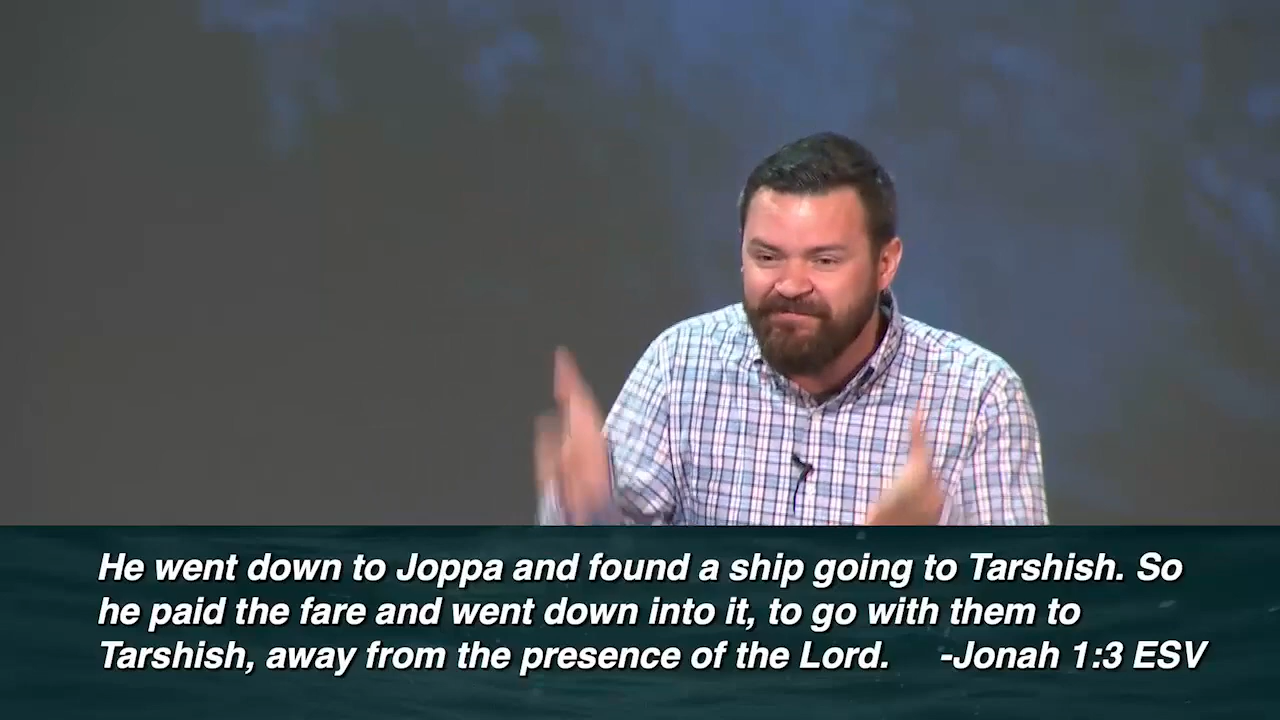 He went down to Joppa and found a ship going to Tarshish. So
he paid the fare and went down into it, to go with them to
Tarshish, away from the presence of the Lord. -Jonah 1:3 ESV